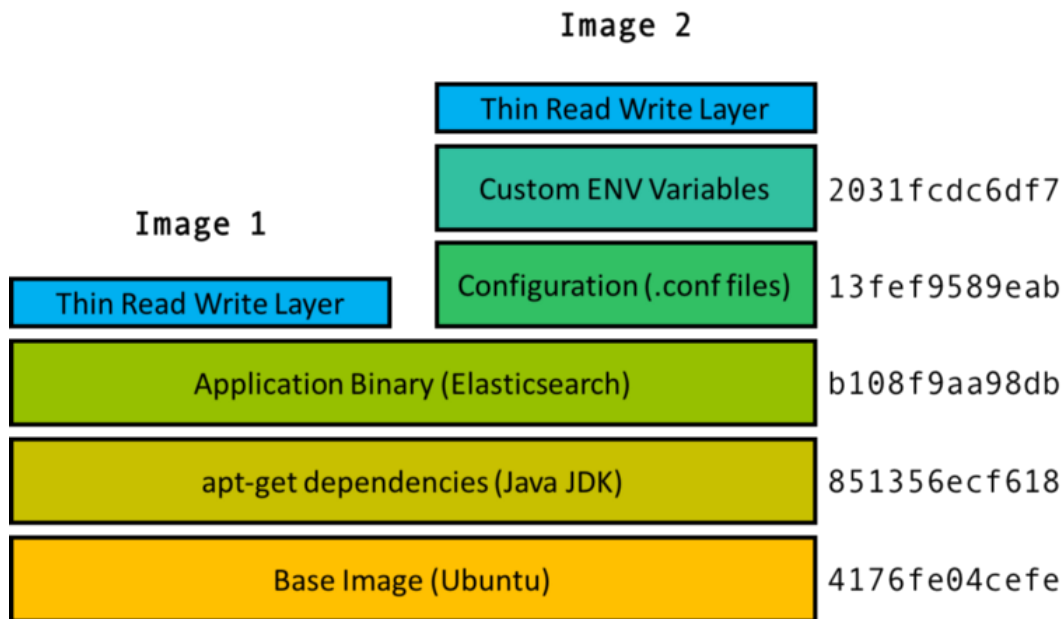 Image 2
Thin Read Write Layer
Custom ENV Variables 2031fcdc6df7
Image 1
Configuration (.conf files) 13fef9589eab
Thin Read Write Layer
Application Binary (Elasticsearch) b108f9aa98db
apt-get dependencies (Java JDK) 851356ecf618
Base Image (Ubuntu) 4176fe04cefe